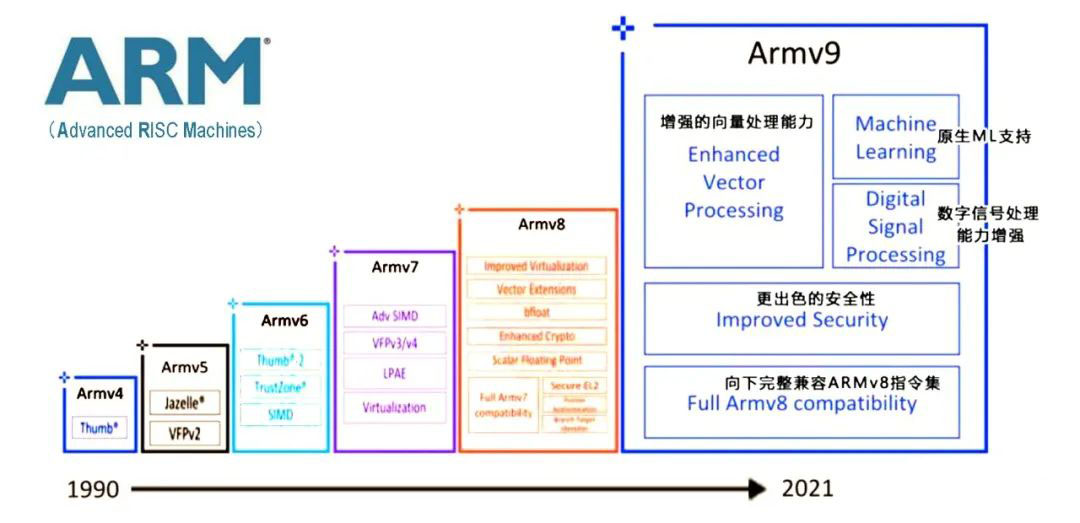 ARM®
（Advanced RISC Machines）
Armv4
Thumb®
Armv5
Jazelle®
VFPv2
Armv6
Thumb®-2
TrustZone®
SIMD
Armv7
Adv SIMD
VFPv3/v4
LPAE
Virtualization
Armv8
Improved Virtualization
Vector Extensions
bfloat
Enhanced Crypto
Scalar Floating Point
Full Armv7
compatibility
Secure EL2
Pointer
Authentication
Branch Target
Armv9
增强的向量处理能力
Enhanced
Vector
Processing
Machine
Learning
原生ML支持
Digital
Signal
Processing
数字信号处理
能力增强
更出色的安全性
Improved Security
向下完整兼容ARMv8指令集
Full Armv8 compatibility
1990
2021